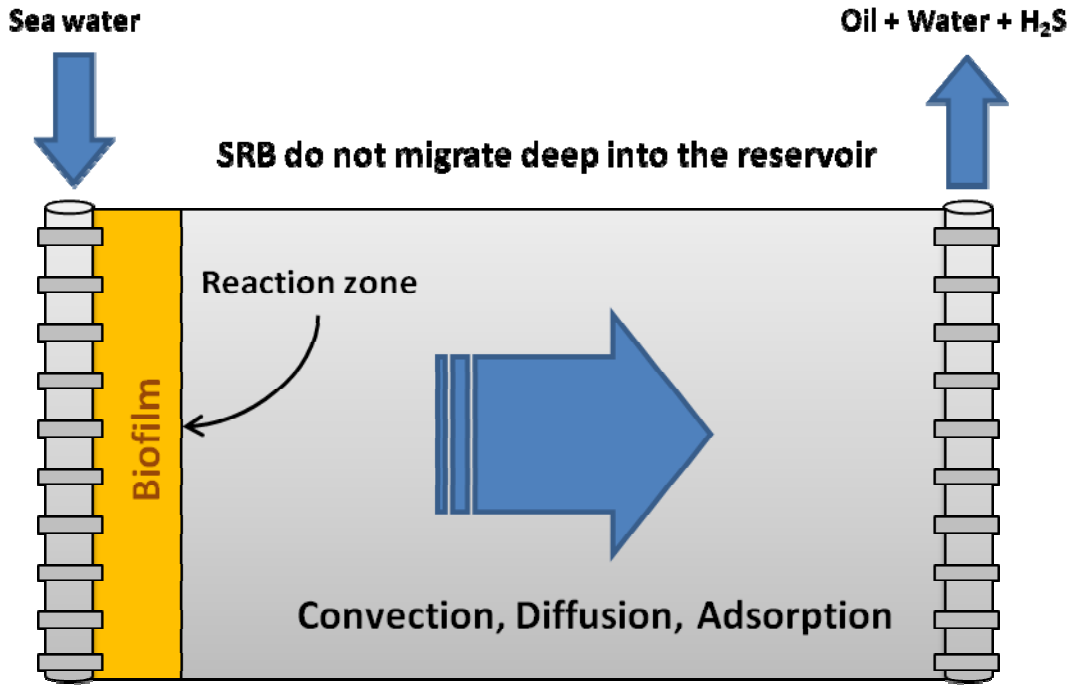 Sea water
Oil + Water + H₂S
SRB do not migrate deep into the reservoir
Reaction zone
Biofilm
Convection, Diffusion, Adsorption